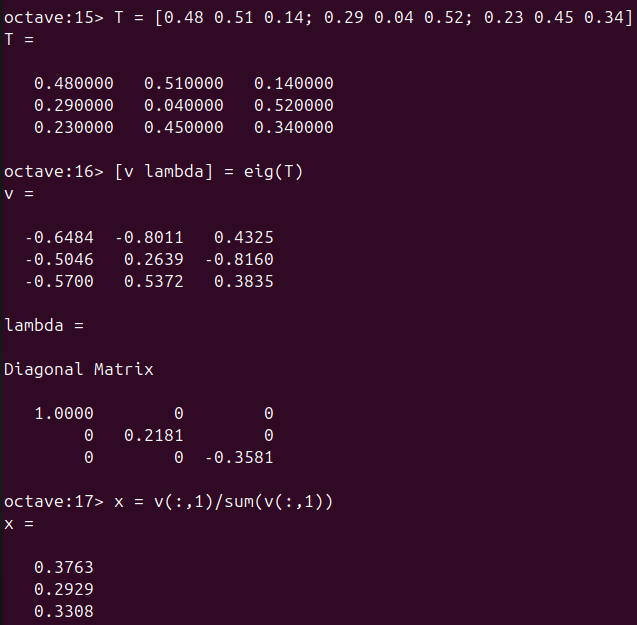 octave:15> T = [0.48 0.51 0.14; 0.29 0.04 0.52; 0.23 0.45 0.34]
T =
0.480000 0.510000 0.140000
0.290000 0.040000 0.520000
0.230000 0.450000 0.340000
octave:16> [v lambda] = eig(T)
v =
-0.6484 -0.8011 0.4325
-0.5046 0.2639 -0.8160
-0.5700 0.5372 0.3835
lambda =
Diagonal Matrix
1.0000 0 0
0 0.2181 0
0 0 -0.3581
octave:17> x = v(:,1)/sum(v(:,1))
x =
0.3763
0.2929
0.3308